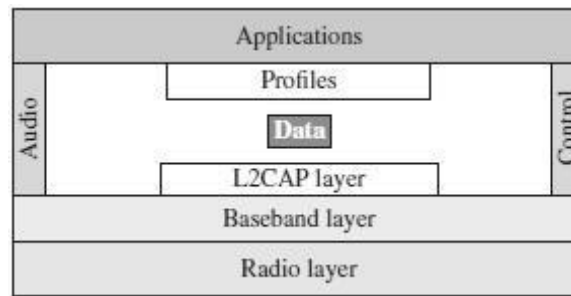 Applications
Profiles
Audio
Data
Control
L2CAP layer
Baseband layer
Radio layer